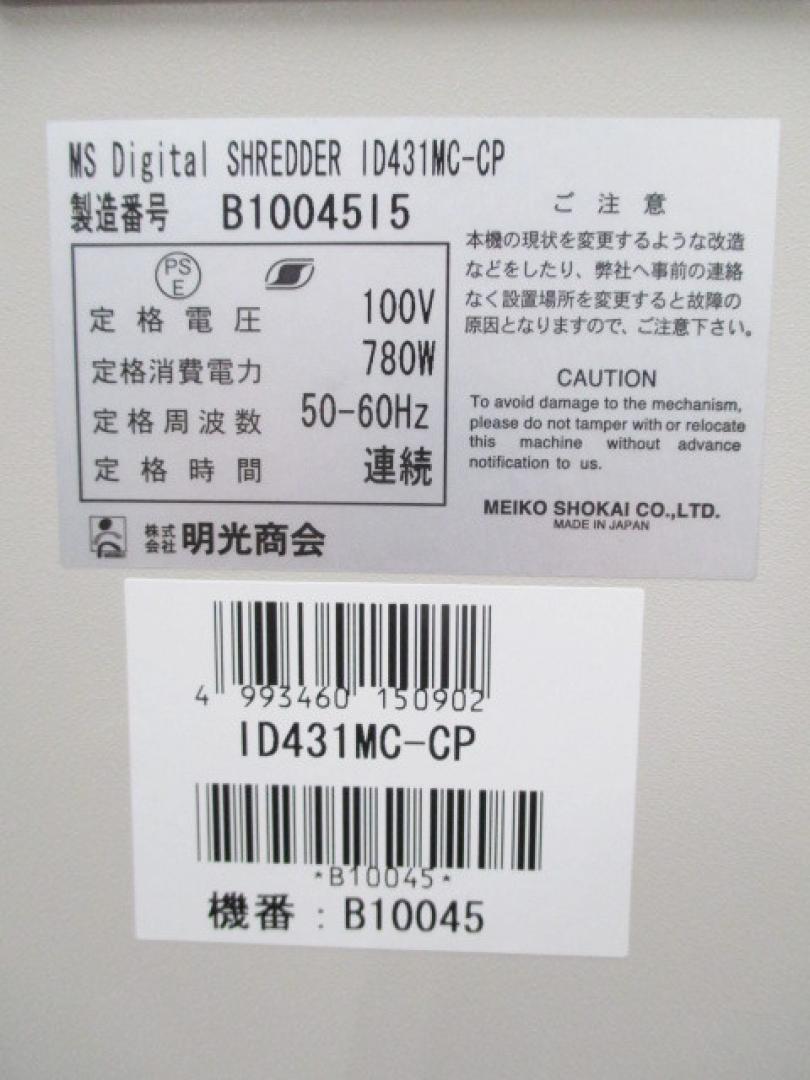 MS Digital SHREDDER ID431MC-CP
製造番号 B1004515
PS
E
定格電圧 100V
定格消費電力 780W
定格周波数 50-60Hz
定格時間 連続
株式
会社 明光商会
ご注意
本機の現状を変更するような改造
などをしたり、弊社へ事前の連絡
なく設置場所を変更すると故障の
原因となりますので、ご注意下さい。
CAUTION
To avoid damage to the mechanism,
please do not tamper with or relocate
this machine without advance
notification to us.
MEIKO SHOKAI CO.,LTD.
MADE IN JAPAN
4 993460 150902
ID431MC-CP
*B10045*
機番：B10045